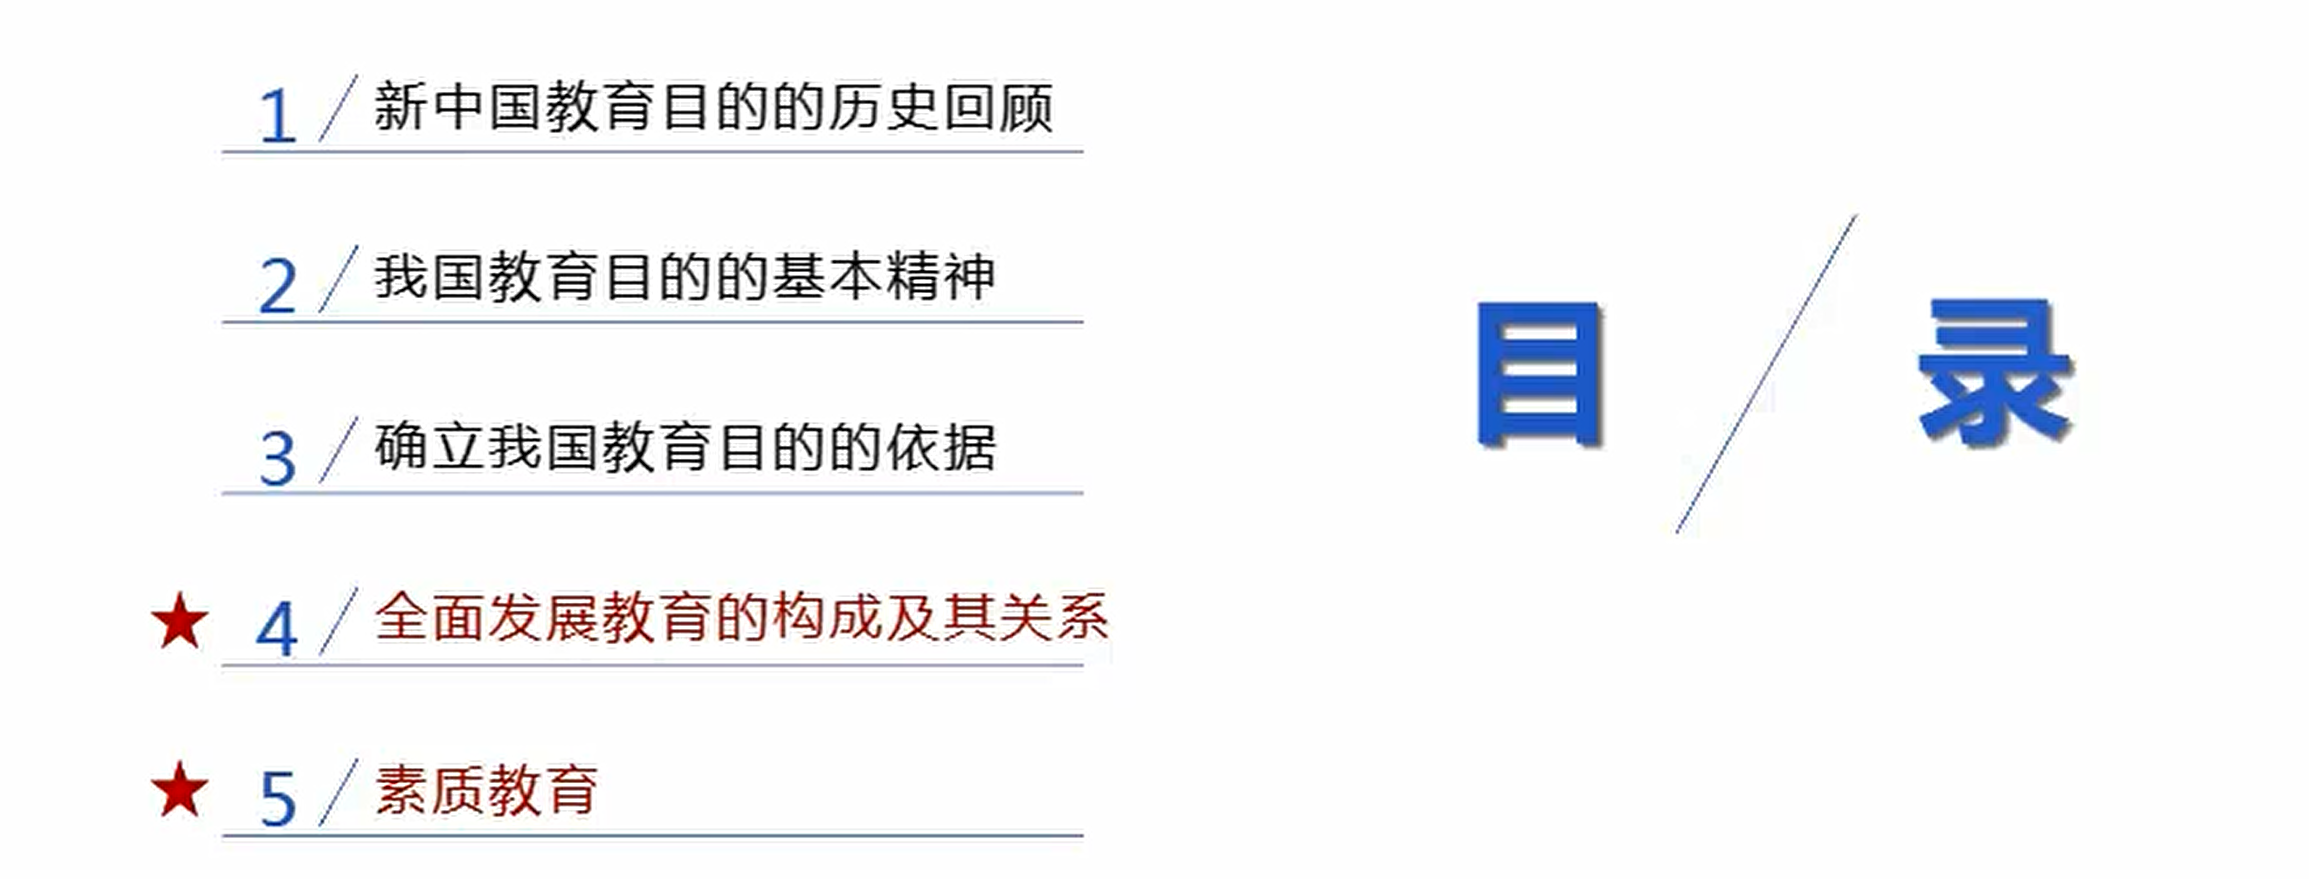 1 / 新中国教育目的的历史回顾
2 / 我国教育目的的基本精神
3 / 确立我国教育目的的依据
★ 4 / 全面发展教育的构成及其关系
★ 5 / 素质教育
目 / 录